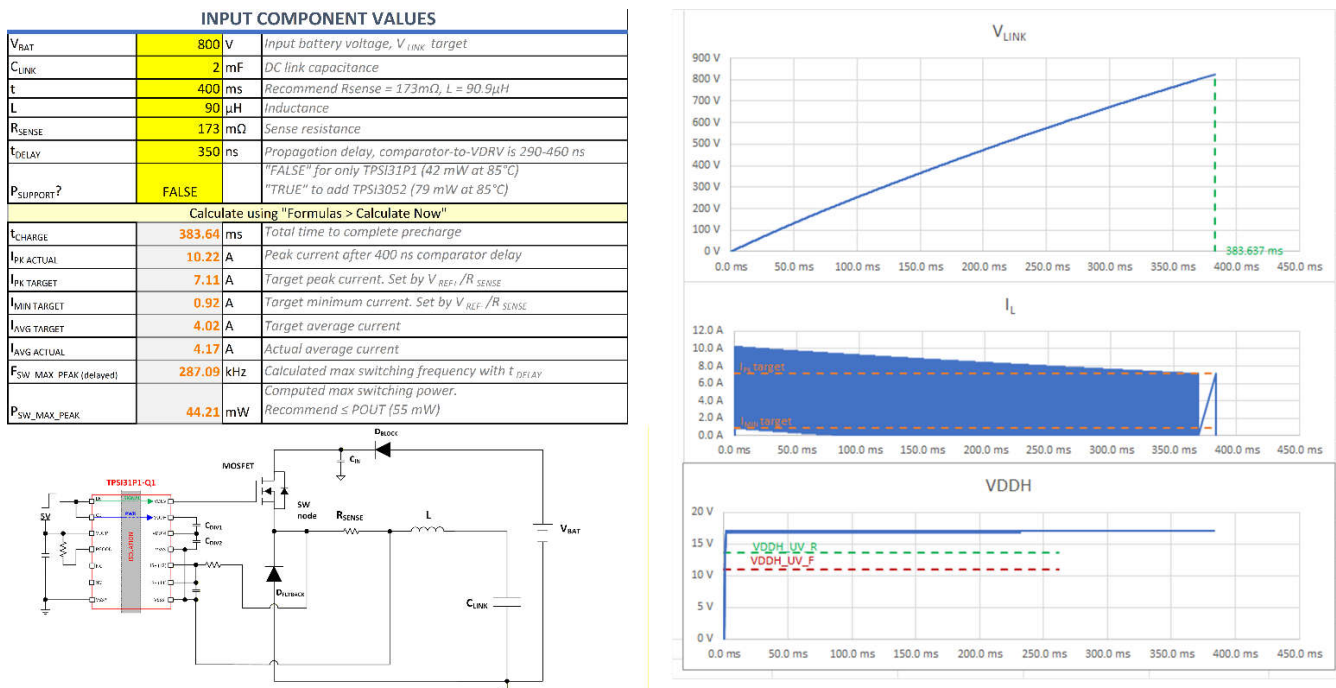 INPUT COMPONENT VALUES
VBAT 800 V Input battery voltage, V LINK target
CLINK 2 mF DC link capacitance
t 400 ms Recommend Rsense = 173mΩ, L = 90.9µH
L 90 µH Inductance
RSENSE 173 mΩ Sense resistance
tDELAY 350 ns Propagation delay, comparator-to-VDRV is 290-460 ns
PSUPPORT? FALSE "FALSE" for only TPSI31P1 (42 mW at 85°C)
"TRUE" to add TPSI3052 (79 mW at 85°C)
Calculate using "Formulas > Calculate Now"
tCHARGE 383.64 ms Total time to complete precharge
IPK ACTUAL 10.22 A Peak current after 400 ns comparator delay
IPK TARGET 7.11 A Target peak current. Set by V REF+/R SENSE
IMIN TARGET 0.92 A Target minimum current. Set by V REF-/R SENSE
IAVG TARGET 4.02 A Target average current
IAVG ACTUAL 4.17 A Actual average current
FSW_MAX_PEAK (delayed) 287.09 kHz Calculated max switching frequency with t DELAY
PSW_MAX_PEAK 44.21 mW Computed max switching power.
Recommend ≤ POUT (55 mW)
DBLOCK
CIN
MOSFET
TPSI31P1-Q1
SW
node
RSENSE
L
VBAT
5V
ISOLATION
PWR
CDIV1
CDIV2
DFLYBACK
CLINK
VLINK
900 V
800 V
700 V
600 V
500 V
400 V
300 V
200 V
100 V
0 V
383.637 ms
0.0 ms 50.0 ms 100.0 ms 150.0 ms 200.0 ms 250.0 ms 300.0 ms 350.0 ms 400.0 ms 450.0 ms
IL
12.0 A
10.0 A
8.0 A
IPK target
6.0 A
4.0 A
2.0 A
IMIN target
0.0 A
0.0 ms 50.0 ms 100.0 ms 150.0 ms 200.0 ms 250.0 ms 300.0 ms 350.0 ms 400.0 ms 450.0 ms
VDDH
20 V
15 V
VDDH_UV_R
VDDH_UV_F
10 V
5 V
0 V
0.0 ms 50.0 ms 100.0 ms 150.0 ms 200.0 ms 250.0 ms 300.0 ms 350.0 ms 400.0 ms 450.0 ms